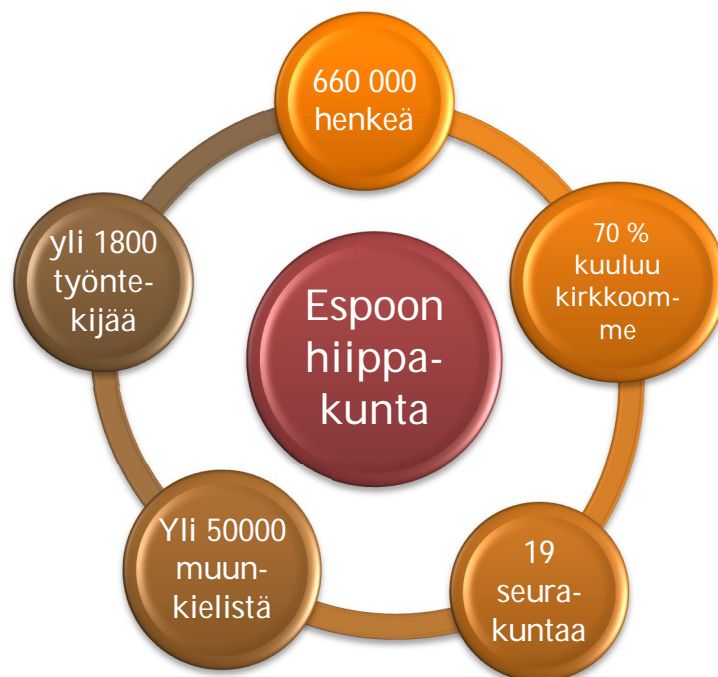 660 000
henkeä
70 %
kuuluu
kirkkoom-
me
19
seura-
kuntaa
Yli 50000
muun-
kielistä
yli 1800
työnte-
kijää
Espoon
hiippa-
kunta